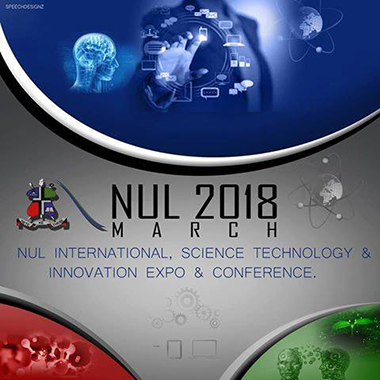 SPEECHDESIGNZ
NUL 2018
MARCH
NUL INTERNATIONAL, SCIENCE TECHNOLOGY &
INNOVATION EXPO & CONFERENCE.